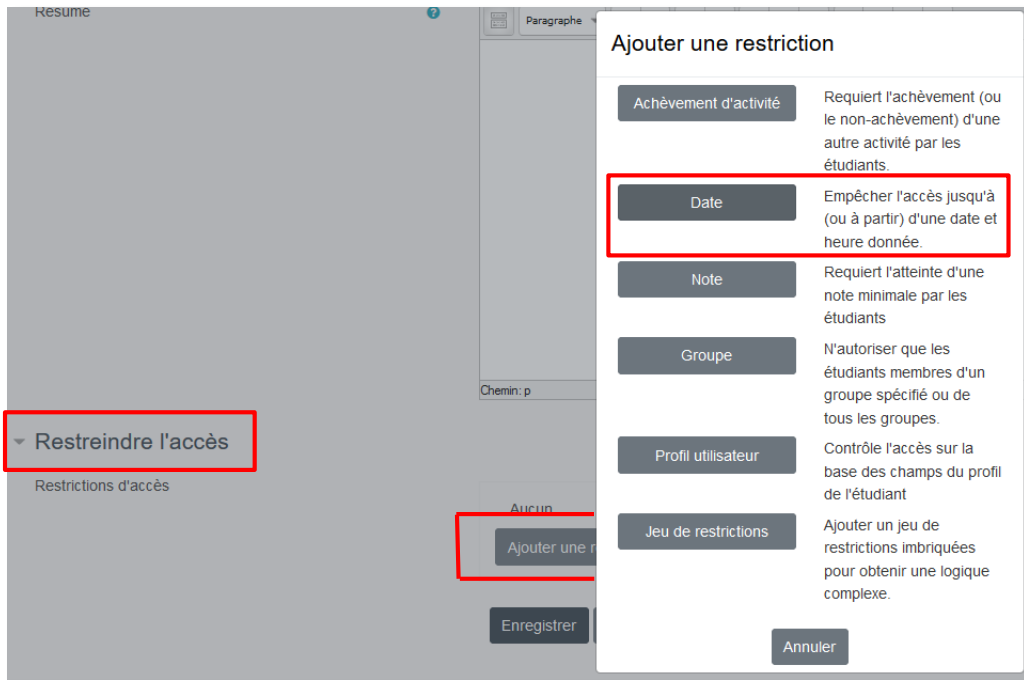 Résumé
Paragraphe
Chemin: p
Restreindre l'accès
Restrictions d'accès
Aucun
Ajouter une r
Enregistrer
Ajouter une restriction
Achèvement d'activité
Requiert l'achèvement (ou
le non-achèvement) d'une
autre activité par les
étudiants.
Date
Empêcher l'accès jusqu'à
(ou à partir) d'une date et
heure donnée.
Note
Requiert l'atteinte d'une
note minimale par les
étudiants
Groupe
N'autoriser que les
étudiants membres d'un
groupe spécifié ou de
tous les groupes.
Profil utilisateur
Contrôle l'accès sur la
base des champs du profil
de l'étudiant
Jeu de restrictions
Ajouter un jeu de
restrictions imbriquées
pour obtenir une logique
complexe.
Annuler